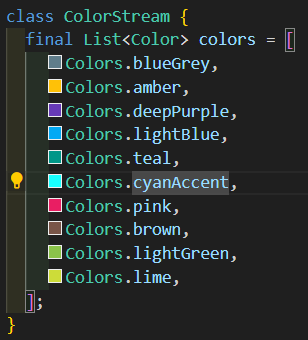 class ColorStream {
final List<Color> colors = [
Colors.blueGrey,
Colors.amber,
Colors.deepPurple,
Colors.lightBlue,
Colors.teal,
Colors.cyanAccent,
Colors.pink,
Colors.brown,
Colors.lightGreen,
Colors.lime,
];
}